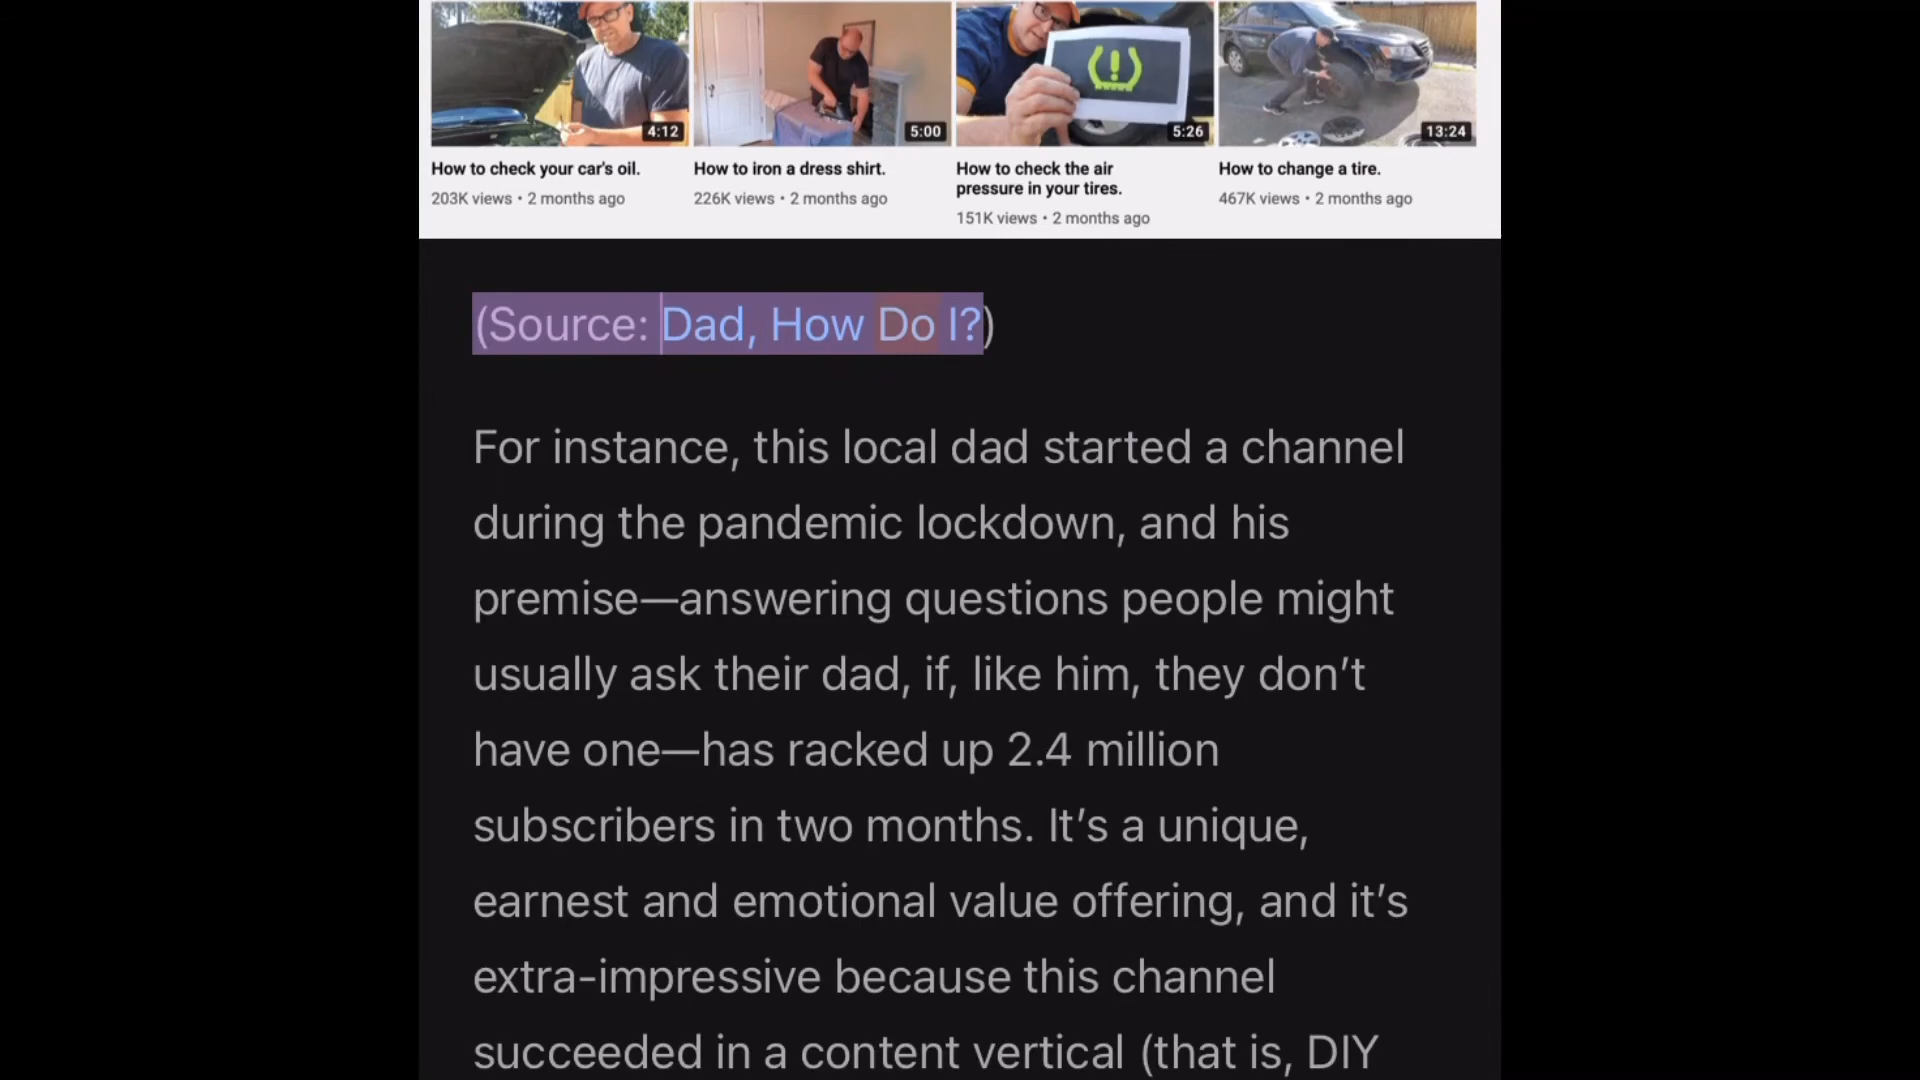 4:12
5:00
5:26
13:24
How to check your car's oil.
203K views • 2 months ago
How to iron a dress shirt.
226K views • 2 months ago
How to check the air
pressure in your tires.
151K views • 2 months ago
How to change a tire.
467K views • 2 months ago
(Source: Dad, How Do I?)
For instance, this local dad started a channel
during the pandemic lockdown, and his
premise—answering questions people might
usually ask their dad, if, like him, they don’t
have one—has racked up 2.4 million
subscribers in two months. It’s a unique,
earnest and emotional value offering, and it’s
extra-impressive because this channel
succeeded in a content vertical (that is, DIY